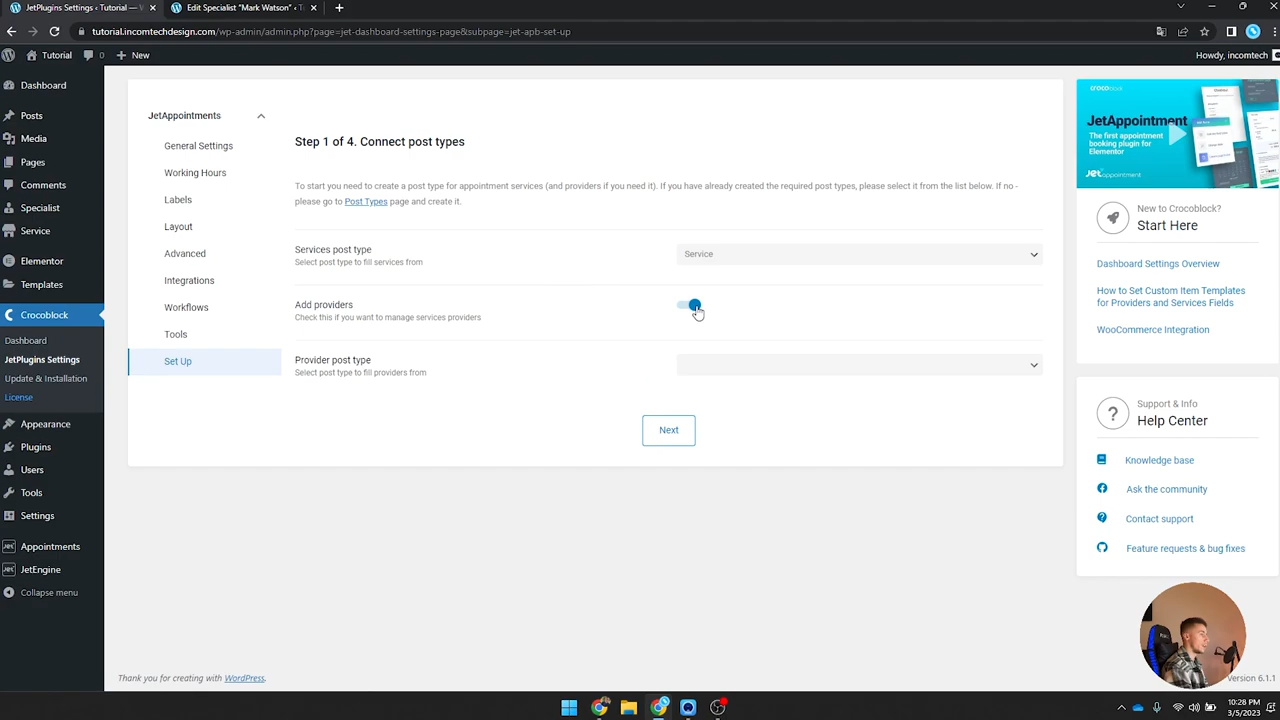 JetPlugins Settings ‹ Tutorial — W
Edit Specialist "Mark Watson" ‹ T
tutorial.incomtechdesign.com/wp-admin/admin.php?page=jet-dashboard-settings-page&subpage=jet-apb-set-up
Tutorial
0
New
Howdy, incomtech
Dashboard
Posts
Media
Pages
Comments
Specialist
Service
Elementor
Templates
Crocoblock
Dashboard
JetPlugins Settings
Update & Installation
License
Appearance
Plugins
Users
Tools
Settings
Appointments
JetEngine
Collapse menu
JetAppointments
General Settings
Working Hours
Labels
Layout
Advanced
Integrations
Workflows
Tools
Set Up
Step 1 of 4. Connect post types
To start you need to create a post type for appointment services (and providers if you need it). If you have already created the required post types, please select it from the list below. If no -
please go to Post Types page and create it.
Services post type
Select post type to fill services from
Service
Add providers
Check this if you want to manage services providers
Provider post type
Select post type to fill providers from
Next
crocoblock
JetAppointment
The first appointment
booking plugin for
Elementor
Jet appointment
New to Crocoblock?
Start Here
Dashboard Settings Overview
How to Set Custom Item Templates
for Providers and Services Fields
WooCommerce Integration
Support & Info
Help Center
Knowledge base
Ask the community
Contact support
Feature requests & bug fixes
Thank you for creating with WordPress.
Version 6.1.1
10:28 PM
3/5/2023